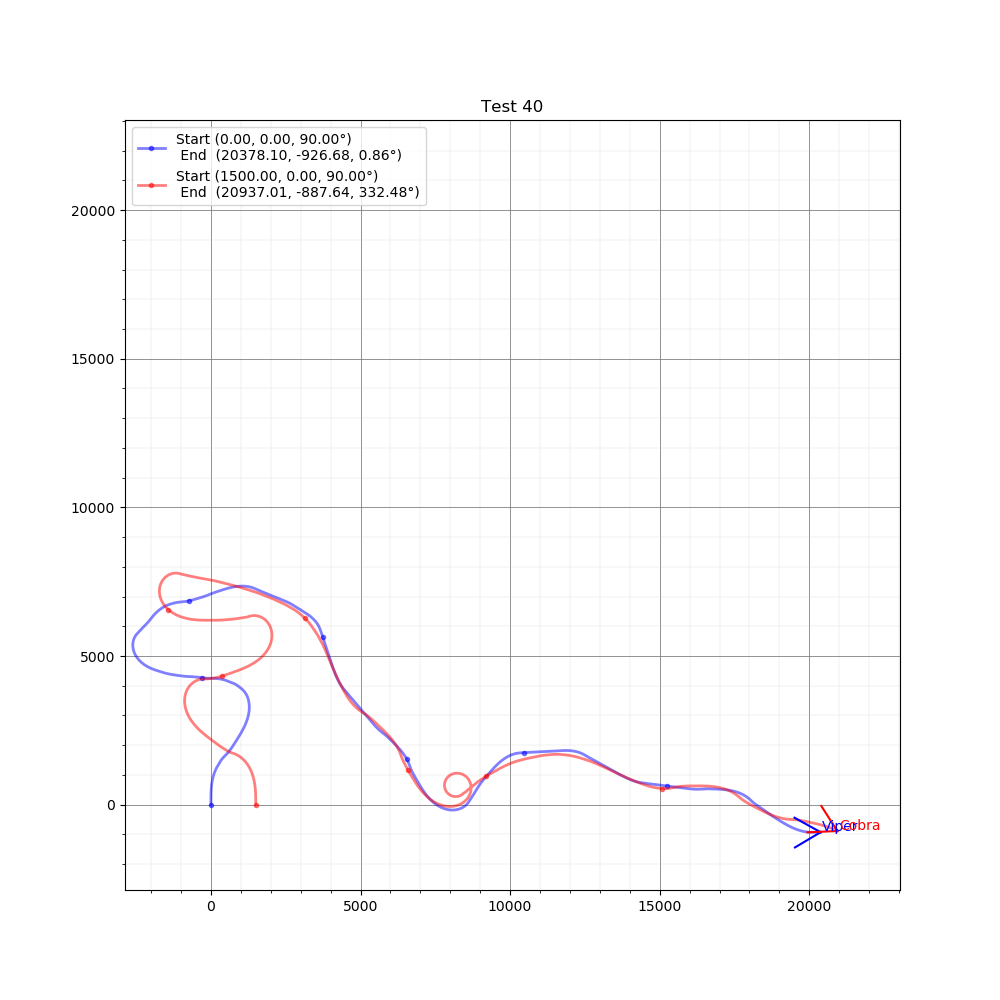 Test 40
Start (0.00, 0.00, 90.00°)
End (20378.10, -926.68, 0.86°)
Start (1500.00, 0.00, 90.00°)
End (20937.01, -887.64, 332.48°)
20000
15000
10000
5000
0
Viper
Cobra
0
5000
10000
15000
20000